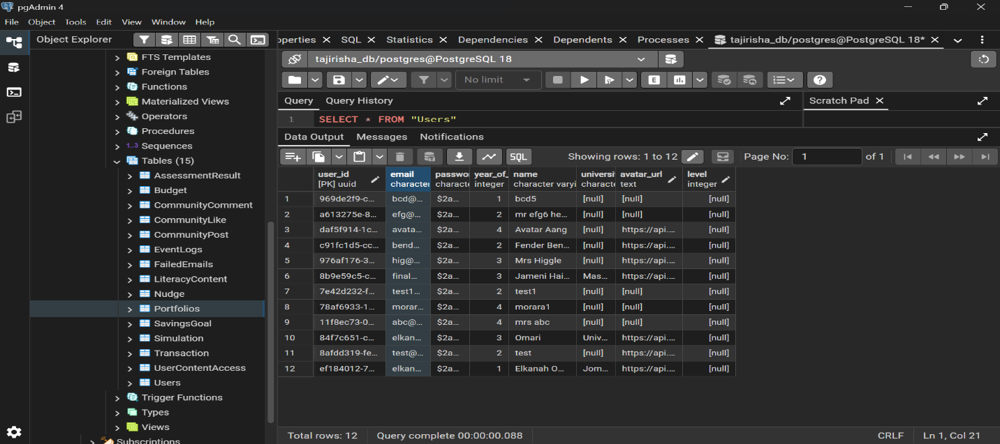 pgAdmin 4
File Object Tools Edit View Window Help
Object Explorer
FTS Templates
Foreign Tables
Functions
Materialized Views
Operators
Procedures
1..3 Sequences
Tables (15)
AssessmentResult
Budget
CommunityComment
CommunityLike
CommunityPost
EventLogs
FailedEmails
LiteracyContent
Nudge
Portfolios
SavingsGoal
Simulation
Transaction
UserContentAccess
Users
Trigger Functions
Types
Views
Subscriptions
operties SQL Statistics Dependencies Dependents Processes tajirisha_db/postgres@PostgreSQL 18*
tajirisha_db/postgres@PostgreSQL 18
No limit E
Query Query History Scratch Pad
1 SELECT * FROM "Users"
Data Output Messages Notifications
SQL Showing rows: 1 to 12 Page No: 1 of 1
user_id email passwo year_of_ name universi avatar_url level
[PK] uuid character characte integer character varyi characte text integer
1 969de2f9-c... bcd@... $2a... 1 bcd5 [null] [null] [null]
2 a613275e-8... efg@... $2a... 2 mr efg6 he... [null] [null] [null]
3 daf5f914-1c... avata... $2a... 4 Avatar Aang [null] https://api.... [null]
4 c91fc1d5-cc... bend... $2a... 2 Fender Ben... [null] https://api.... [null]
5 976af176-3... hig@... $2a... 3 Mrs Higgle [null] https://api.... [null]
6 8b9e59c5-c... final... $2a... 3 Jameni Hai... Mas... https://api.... [null]
7 7e42d232-f... test1... $2a... 2 test1 [null] [null] [null]
8 78af6933-1... morar... $2a... 4 morara1 [null] [null] [null]
9 11f8ec73-0... abc@... $2a... 4 mrs abc [null] [null] [null]
10 84f7c651-c... elkan... $2a... 3 Omari Univ... https://api.... [null]
11 8afdd319-fe... test@... $2a... 2 test [null] https://api.... [null]
12 ef184012-7... elkan... $2a... 1 Elkanah O... Jom... https://api.... [null]
Total rows: 12 Query complete 00:00:00.088 CRLF Ln 1, Col 21